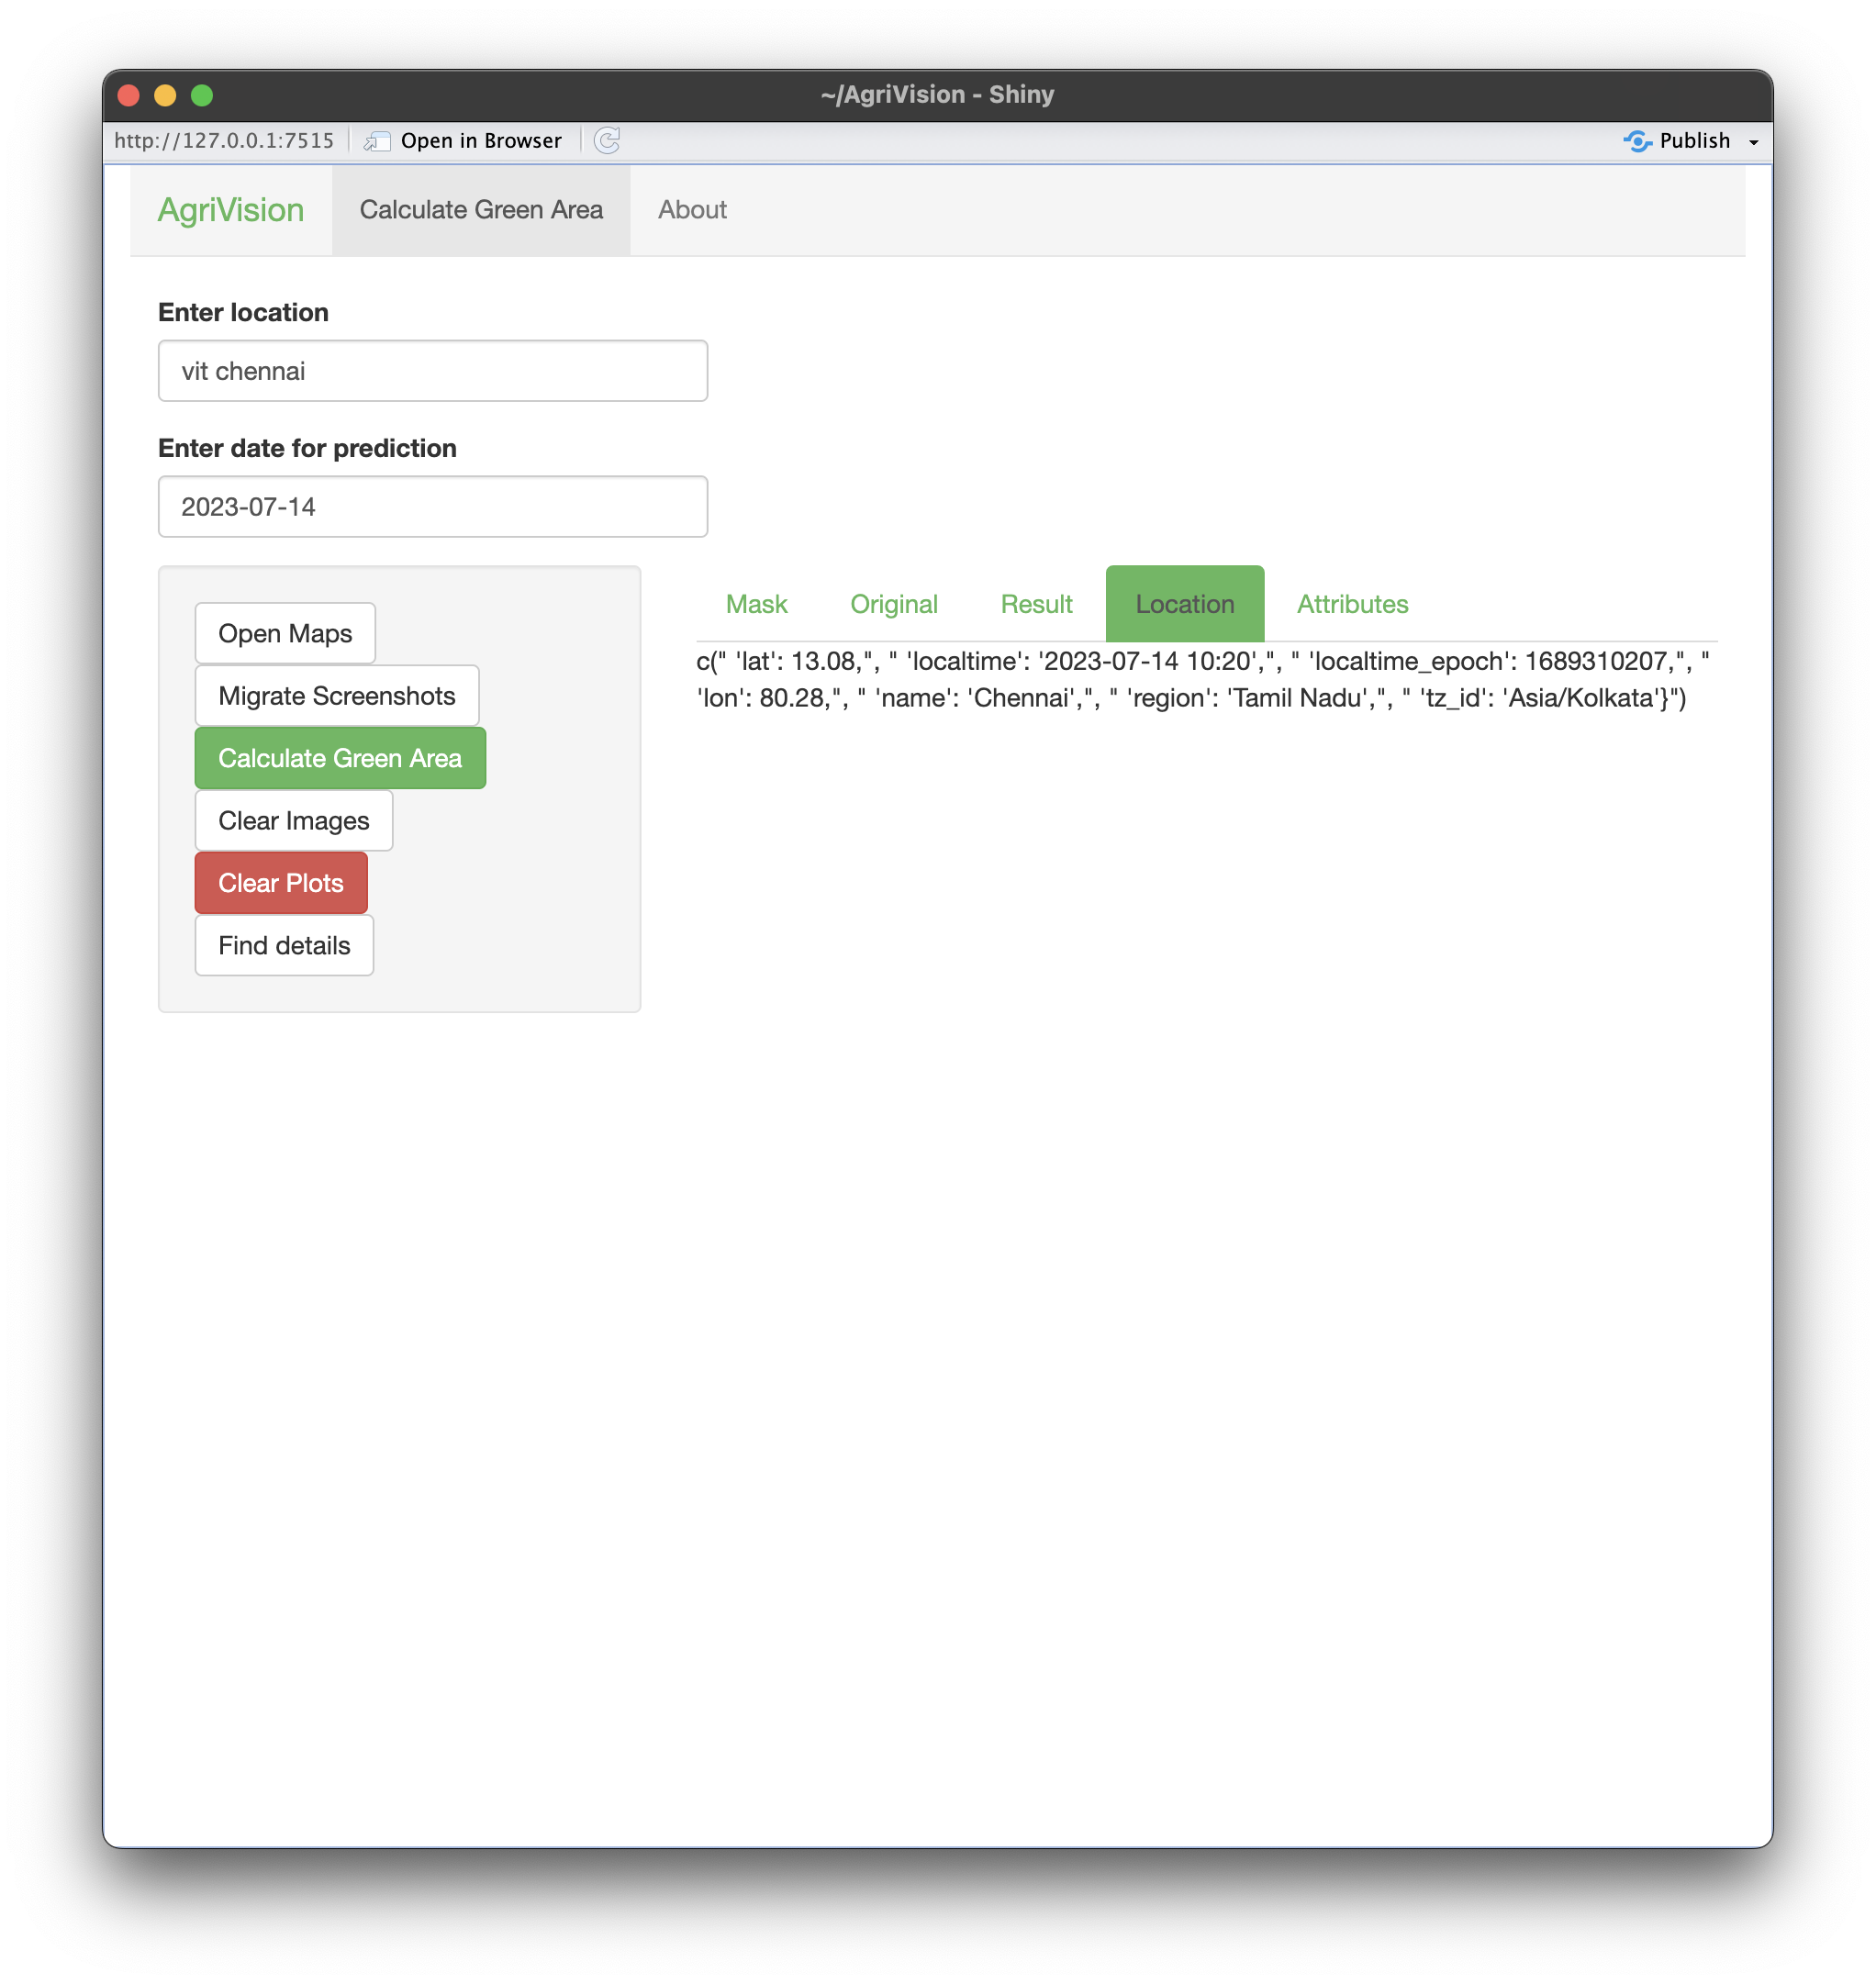 ~/AgriVision - Shiny
http://127.0.0.1:7515 Open in Browser Publish
AgriVision Calculate Green Area About
Enter location
vit chennai
Enter date for prediction
2023-07-14
Open Maps
Migrate Screenshots
Calculate Green Area
Clear Images
Clear Plots
Find details
Mask Original Result Location Attributes
c(" 'lat': 13.08,", " 'localtime': '2023-07-14 10:20',", " 'localtime_epoch': 1689310207,", "
'lon': 80.28,", " 'name': 'Chennai',", " 'region': 'Tamil Nadu',", " 'tz_id': 'Asia/Kolkata'}")